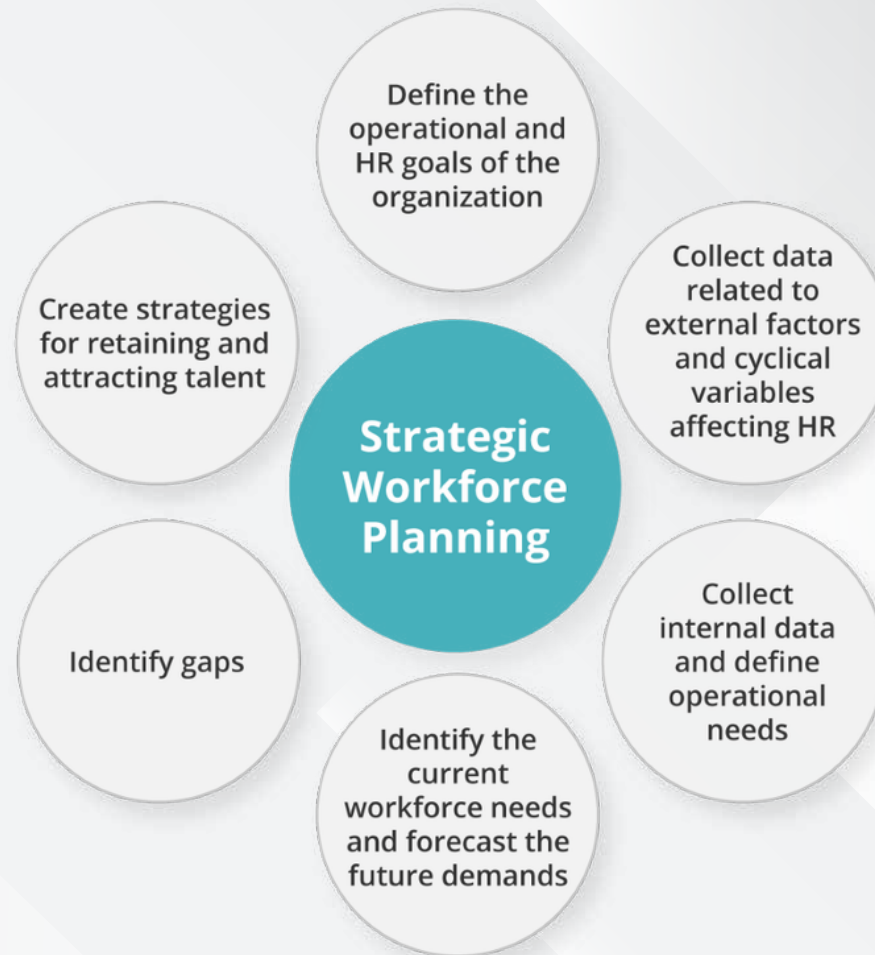 Define the
operational and
HR goals of the
organization
Collect data
related to
external factors
and cyclical
variables
affecting HR
Collect
internal data
and define
operational
needs
Identify the
current
workforce needs
and forecast the
future demands
Identify gaps
Create strategies
for retaining and
attracting talent
Strategic
Workforce
Planning